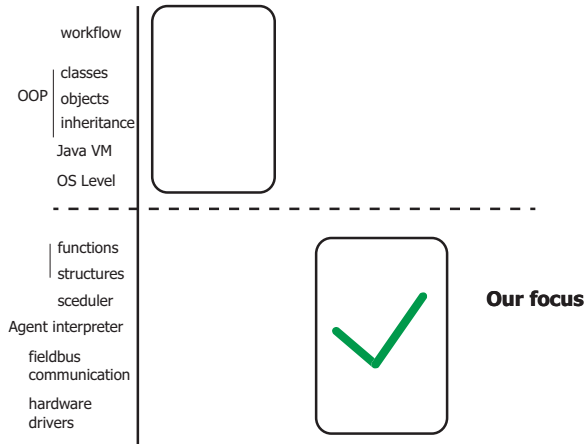 workflow
classes
OOP
objects
inheritance
Java VM
OS Level
functions
structures
sceduler
Our focus
Agent interpreter
fieldbus
communication
hardware
drivers